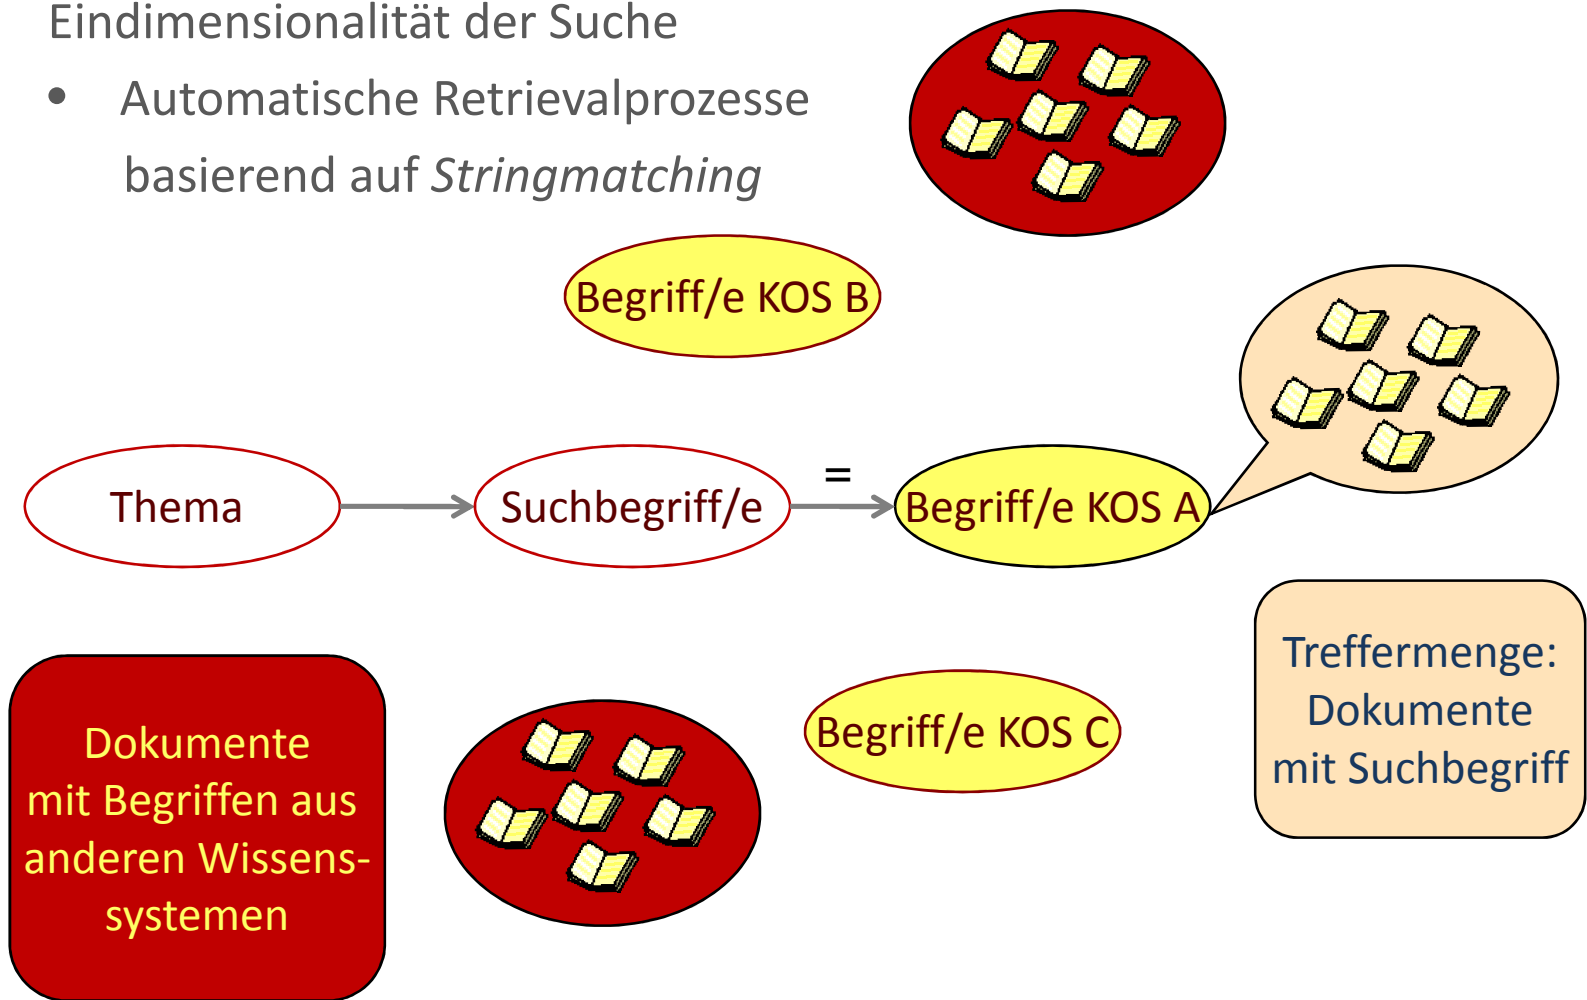 Eindimensionalität der Suche
• Automatische Retrievalprozesse
basierend auf Stringmatching
Begriff/e KOS B
Thema
Suchbegriff/e
=
Begriff/e KOS A
Treffermenge:
Dokumente
mit Suchbegriff
Begriff/e KOS C
Dokumente
mit Begriffen aus
anderen Wissens-
systemen